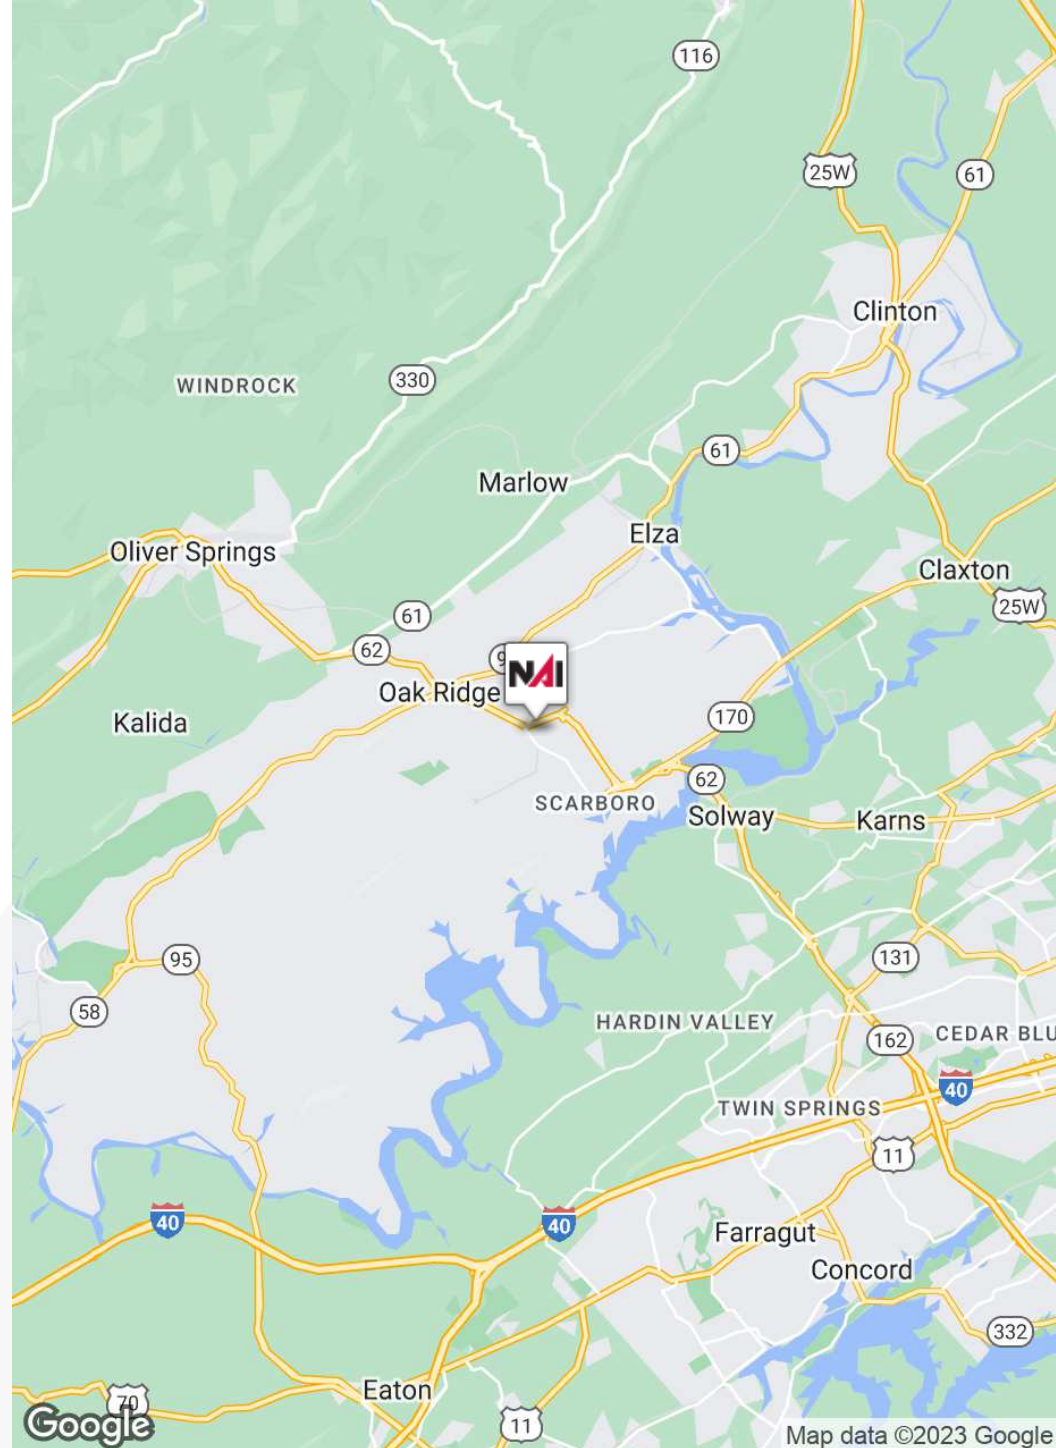 116
25W
61
Clinton
WINDROCK
330
61
Marlow
Elza
Oliver Springs
Claxton
25W
61
62
NAI
Oak Ridge
170
Kalida
62
SCARBORO
Solway
Karns
131
95
58
HARDIN VALLEY
162
CEDAR BLU
40
TWIN SPRINGS
11
40
40
Farragut
Concord
332
Eaton
70
11
Google
Map data ©2023 Google